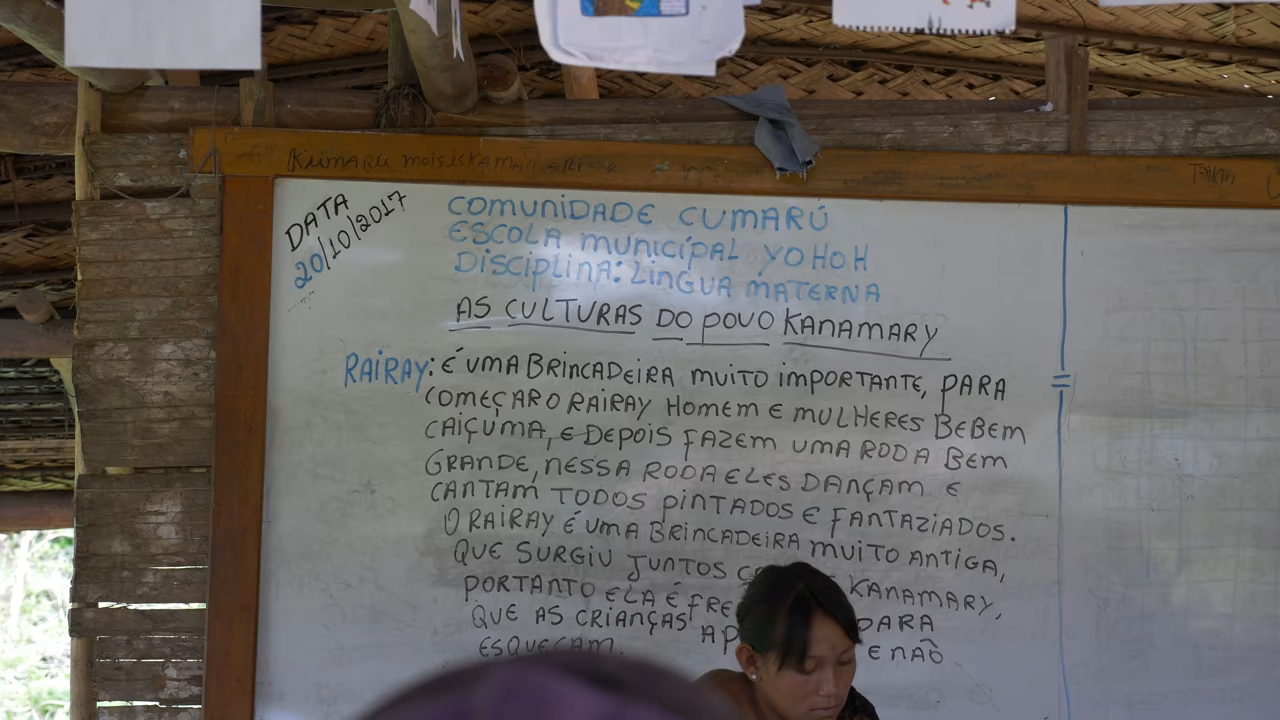 KUMARU
DATA
20/10/2017
COMUNIDADE CUMARÚ
ESCOLA MUNICÍPAL YOHOH
DISCIPLINA: LINGUA MATERNA
AS CULTURAS DO POVO KANAMARY
RAIRAY: É UMA BRINCADEIRA MUITO IMPORTANTE, PARA
COMEÇAR O RAIRAY HOMEM E MULHERES BEBEM
CAIÇUMA, E DEPOIS FAZEM UMA RODA BEM
GRANDE, NESSA RODA ELES DANÇAM E
CANTAM TODOS PINTADOS E FANTAZIADOS.
O RAIRAY É UMA BRINCADEIRA MUITO ANTIGA,
QUE SURGIU JUNTOS KANAMARY,
PORTANTO ELA É PARA
QUE AS CRIANÇAS E NÃO
ESQUEÇAM.